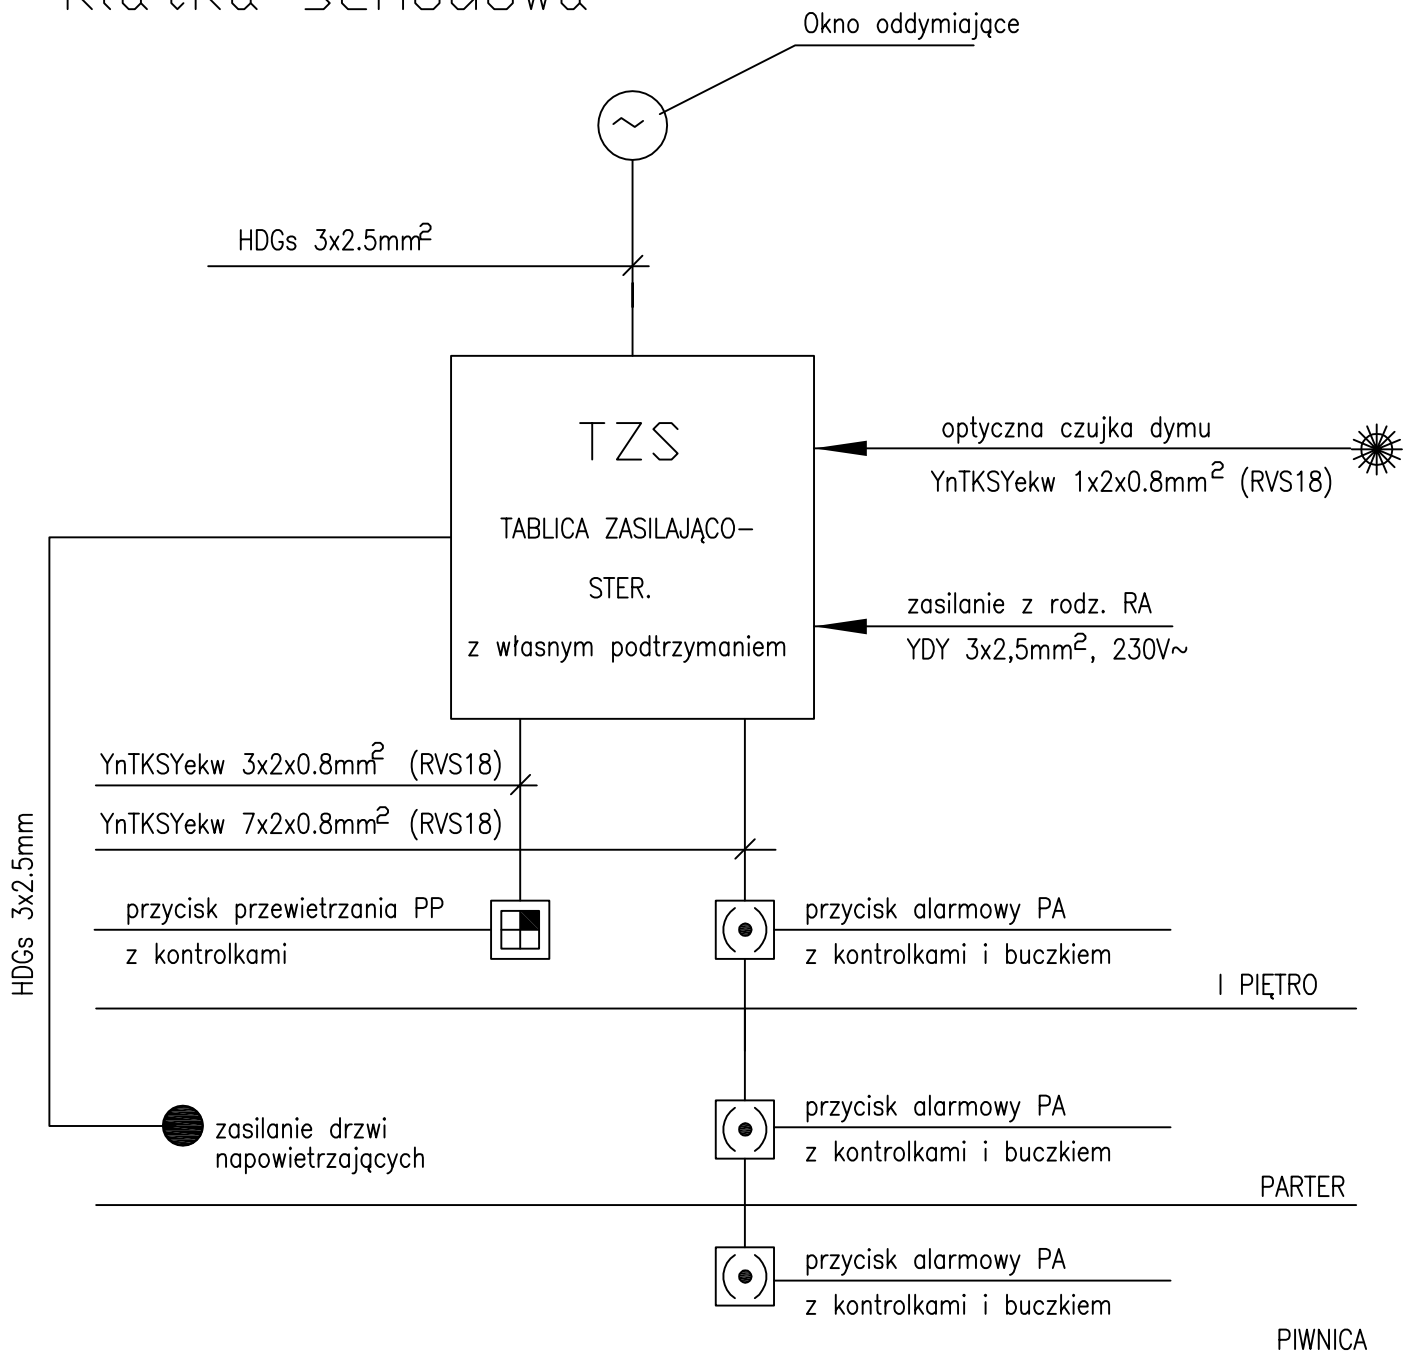 Klatka schodowa
Okno oddymiające
HDGs 3x2.5mm²
TZS
TABLICA ZASILAJĄCO-
STER.
z własnym podtrzymaniem
optyczna czujka dymu
YnTKSYekw 1x2x0.8mm² (RVS18)
zasilanie z rodz. RA
YDY 3x2,5mm², 230V~
YnTKSYekw 3x2x0.8mm² (RVS18)
YnTKSYekw 7x2x0.8mm² (RVS18)
HDGs 3x2.5mm
przycisk przewietrzania PP
z kontrolkami
przycisk alarmowy PA
z kontrolkami i buczkiem
I PIĘTRO
zasilanie drzwi
napowietrzających
przycisk alarmowy PA
z kontrolkami i buczkiem
PARTER
przycisk alarmowy PA
z kontrolkami i buczkiem
PIWNICA